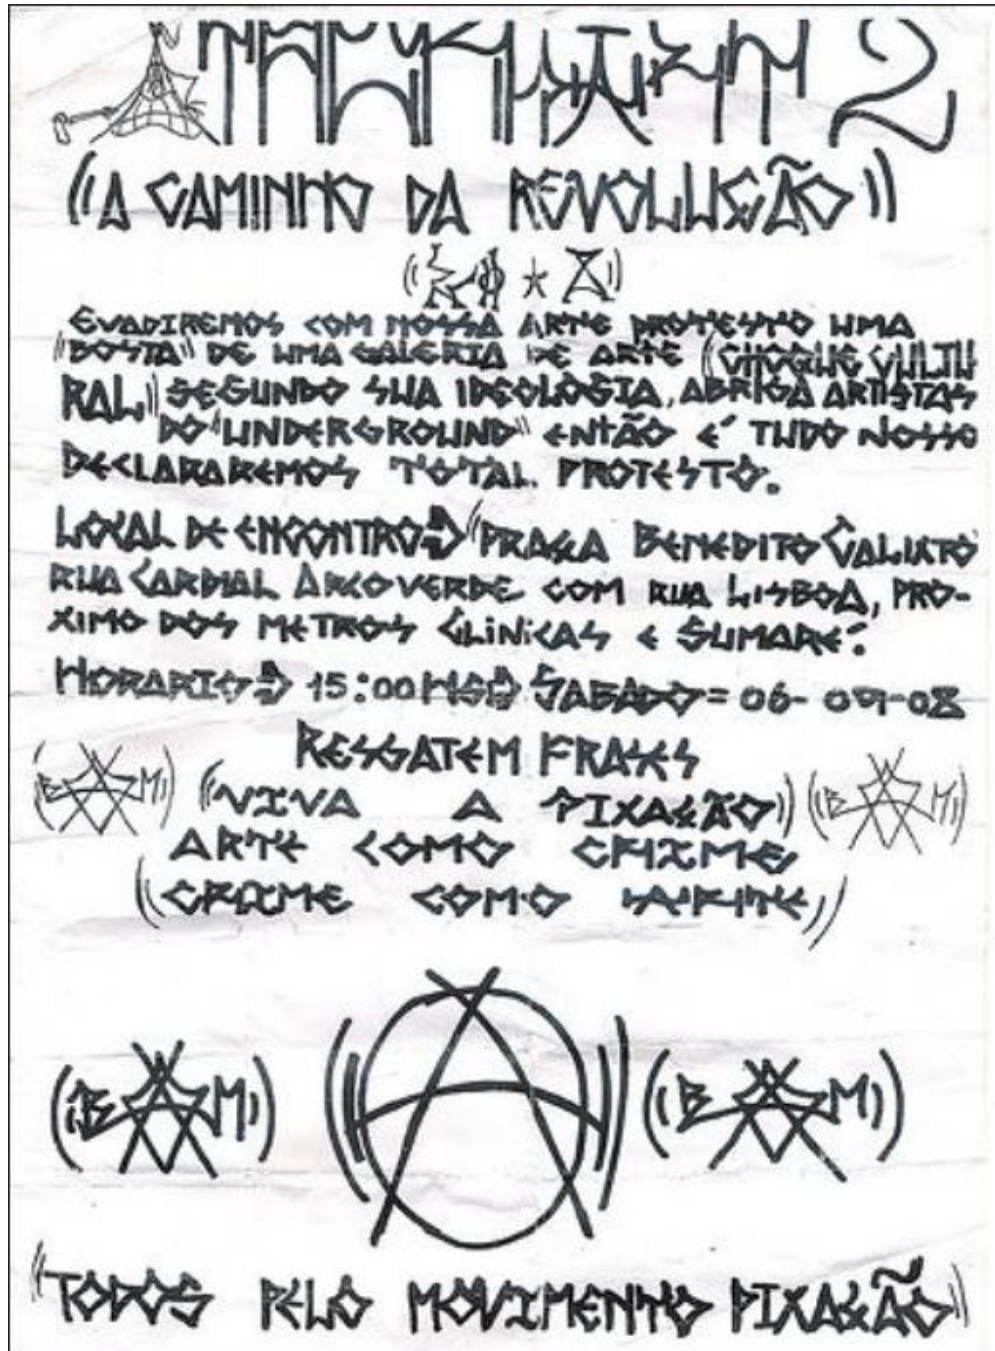 2
"A CAMINHO DA REVOLUÇÃO"
EVADIREMOS COM NOSSA ARTE PROTESTO UMA
"BOSTA" DE UMA GALERIA DE ARTE "CHOQUE CULTU
RAL" SEGUNDO SUA IDEOLOGIA, ABRIGA ARTISTAS
DO "UNDERGROUND" ENTÃO É TUDO NOSSO
DECLARAREMOS TOTAL PROTESTO.
LOCAL DE ENCONTRO⇒ "PRAÇA BENEDITO CALIXTO
RUA CARDIAL ARCOVERDE COM RUA LISBOA, PRO-
XIMO DOS METROS CLINICAS E SUMARÉ.
HORARIO⇒ 15:00 HS⇒ SABADO = 06-09-08
RESGATEM FRASES
"VIVA A PIXAÇÃO"
ARTE COMO CRIME
"CRIME COMO ARTE"
"TODOS PELO MOVIMENTO PIXAÇÃO"